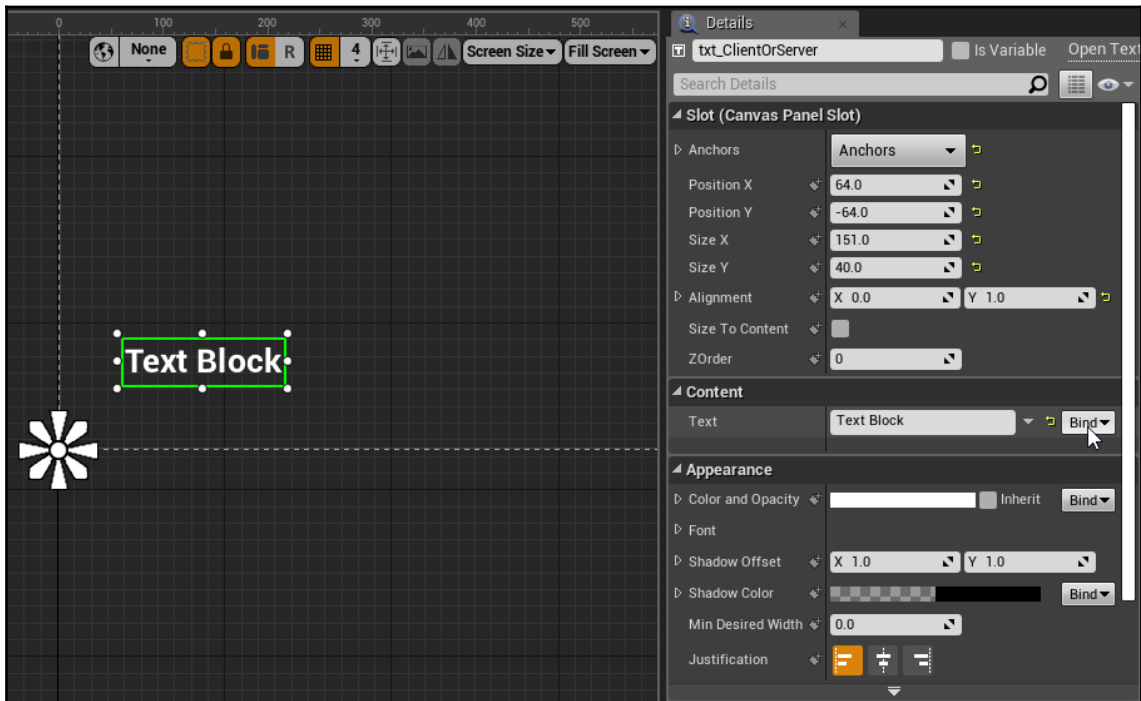 0 100 200 300 400 500
None R 4 Screen Size Fill Screen
Text Block
Details
txt_ClientOrServer Is Variable Open Text
Search Details
Slot (Canvas Panel Slot)
Anchors Anchors
Position X 64.0
Position Y -64.0
Size X 151.0
Size Y 40.0
Alignment X 0.0 Y 1.0
Size To Content
ZOrder 0
Content
Text Text Block Bind
Appearance
Color and Opacity Inherit Bind
Font
Shadow Offset X 1.0 Y 1.0
Shadow Color Bind
Min Desired Width 0.0
Justification